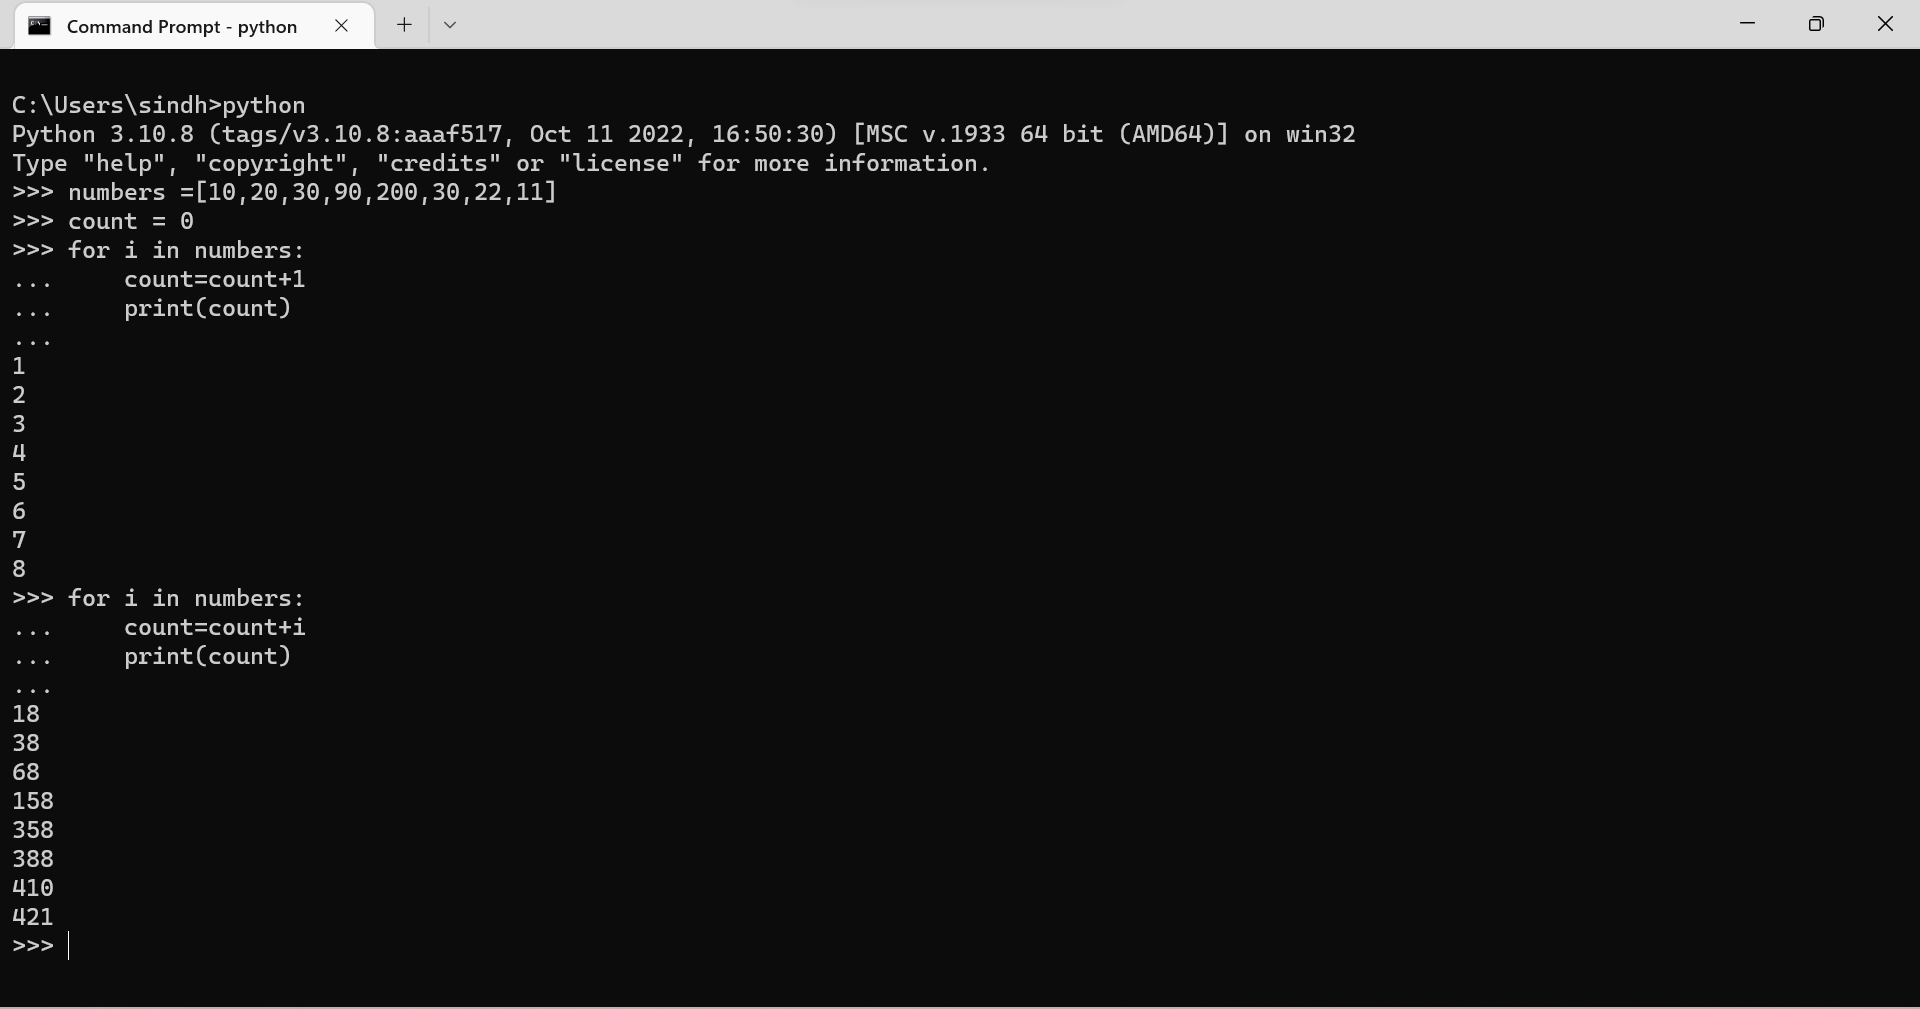 Command Prompt - python
C:\Users\sindh>python
Python 3.10.8 (tags/v3.10.8:aaaf517, Oct 11 2022, 16:50:30) [MSC v.1933 64 bit (AMD64)] on win32
Type "help", "copyright", "credits" or "license" for more information.
>>> numbers =[10,20,30,90,200,30,22,11]
>>> count = 0
>>> for i in numbers:
...     count=count+1
...     print(count)
...
1
2
3
4
5
6
7
8
>>> for i in numbers:
...     count=count+i
...     print(count)
...
18
38
68
158
358
388
410
421
>>>